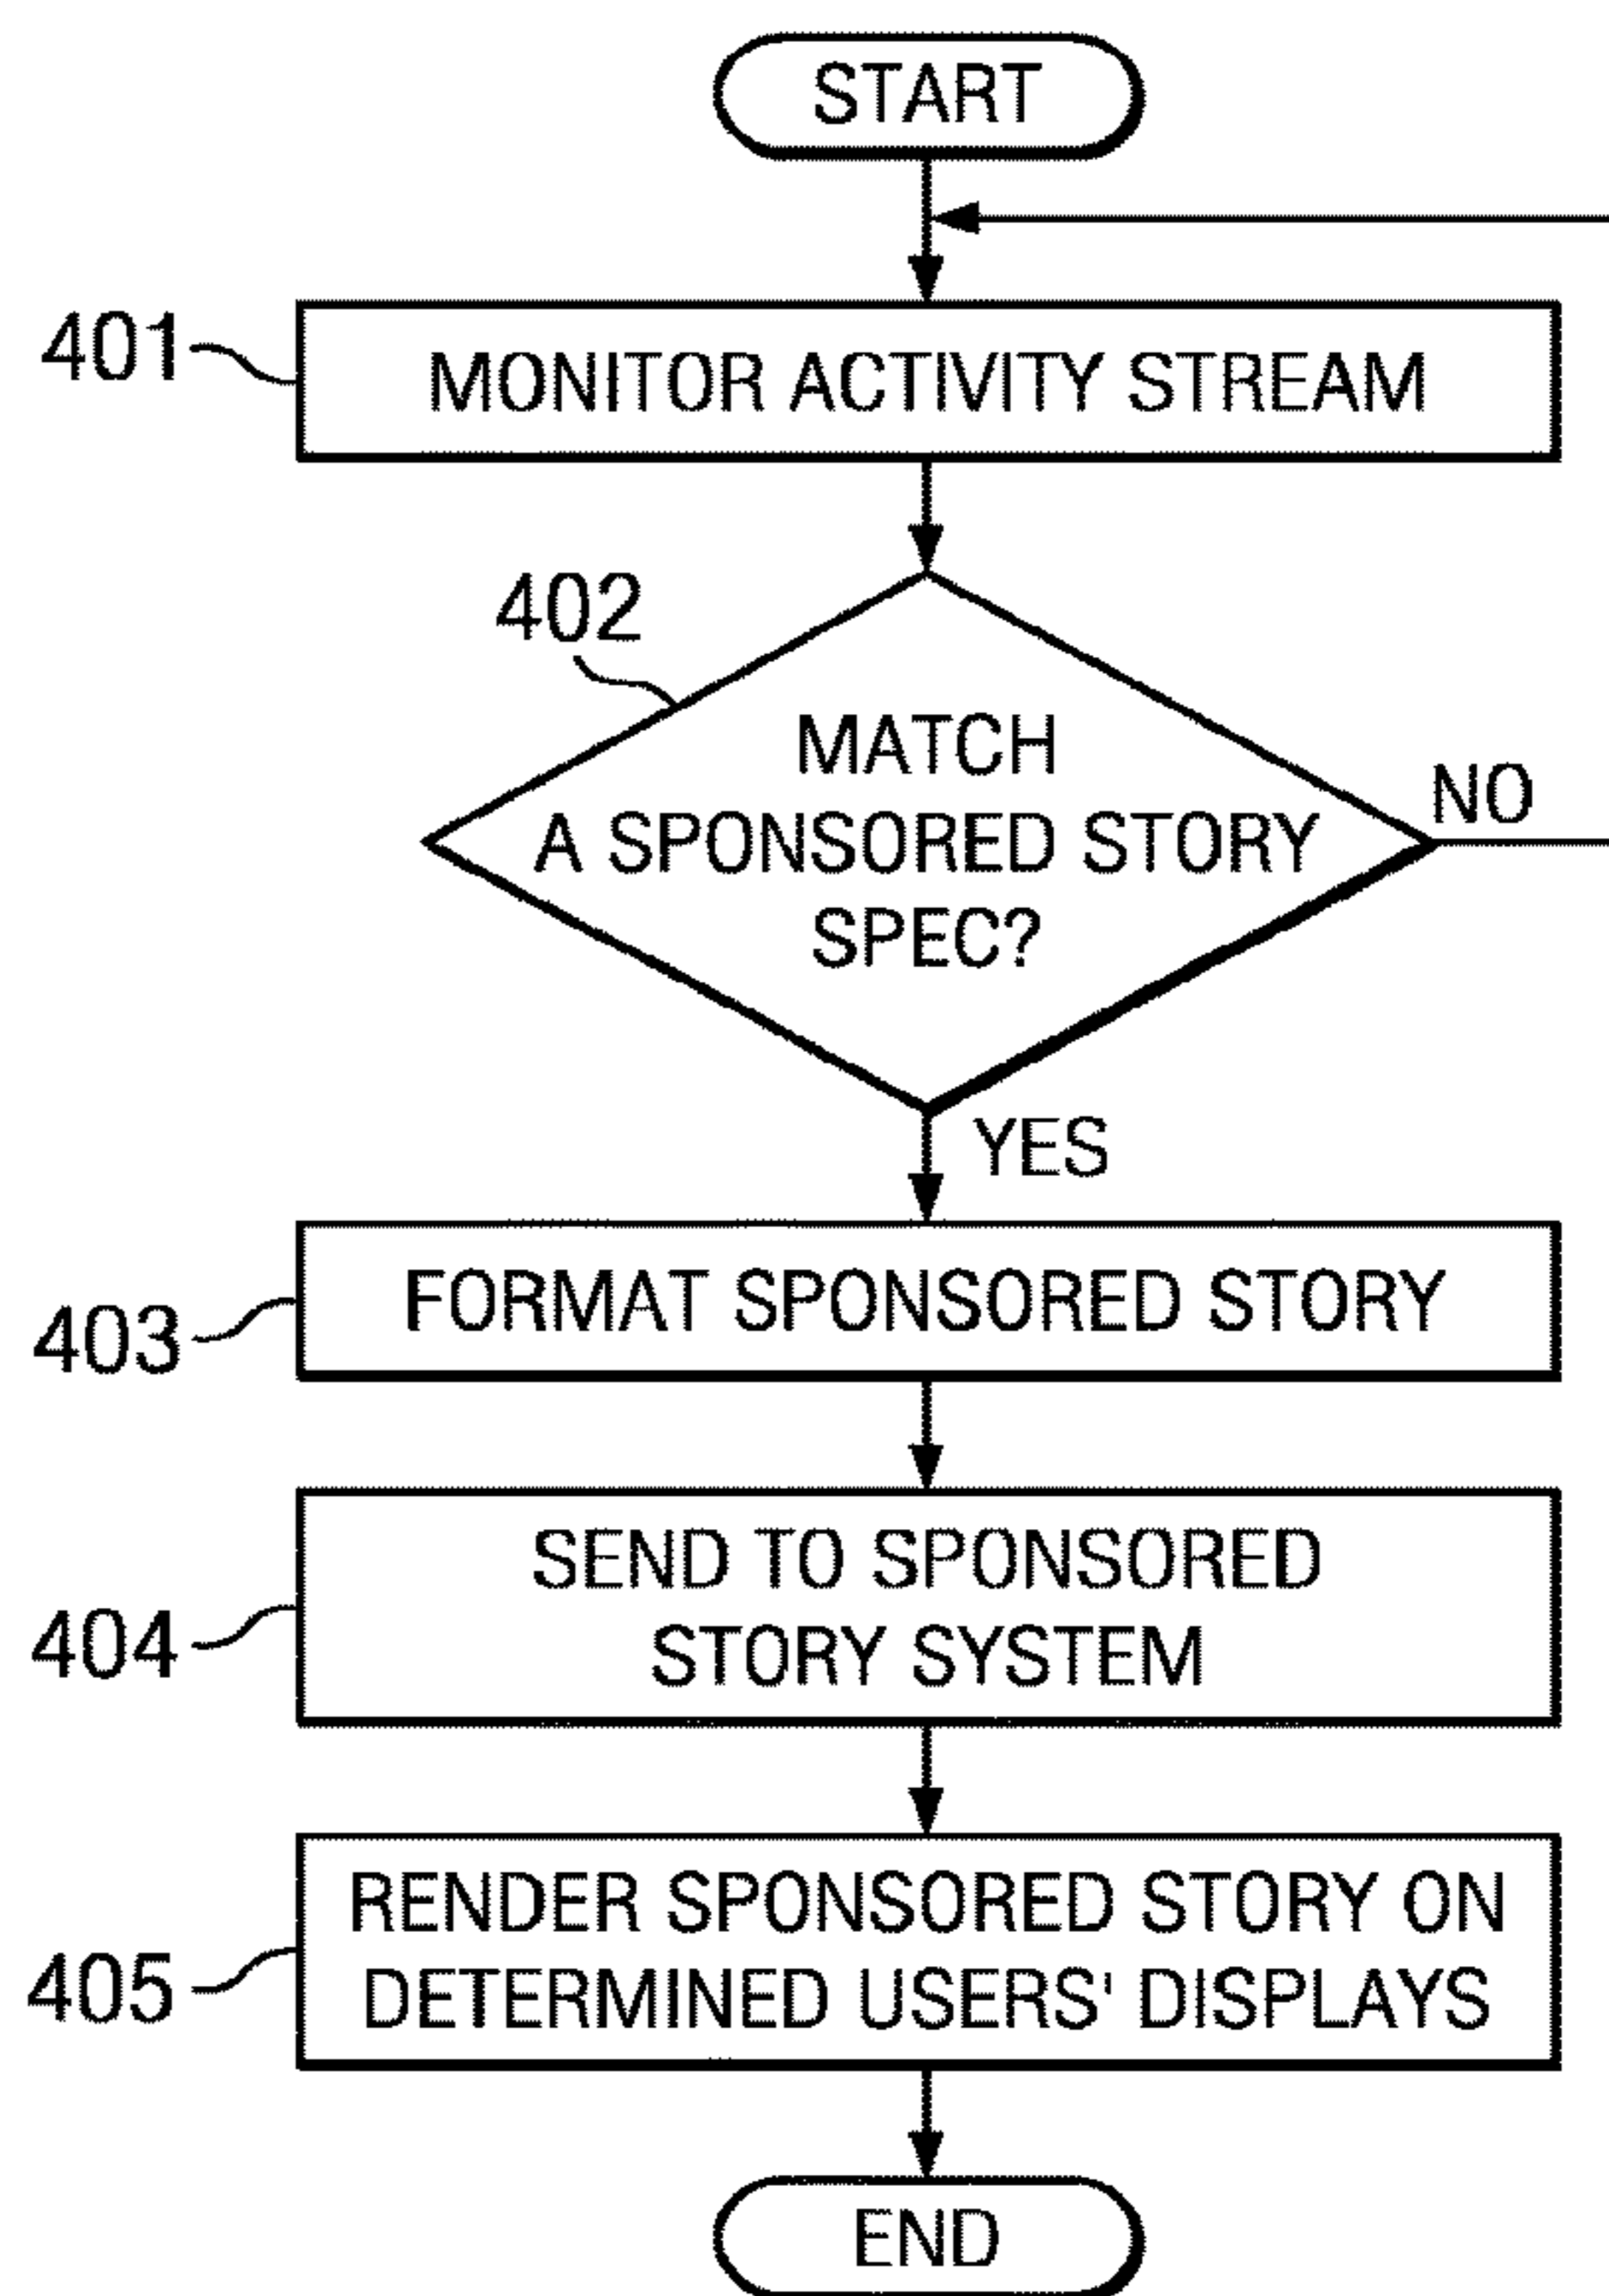 START
401
MONITOR ACTIVITY STREAM
402
MATCH
A SPONSORED STORY
SPEC?
NO
YES
403
FORMAT SPONSORED STORY
404
SEND TO SPONSORED
STORY SYSTEM
405
RENDER SPONSORED STORY ON
DETERMINED USERS' DISPLAYS
END